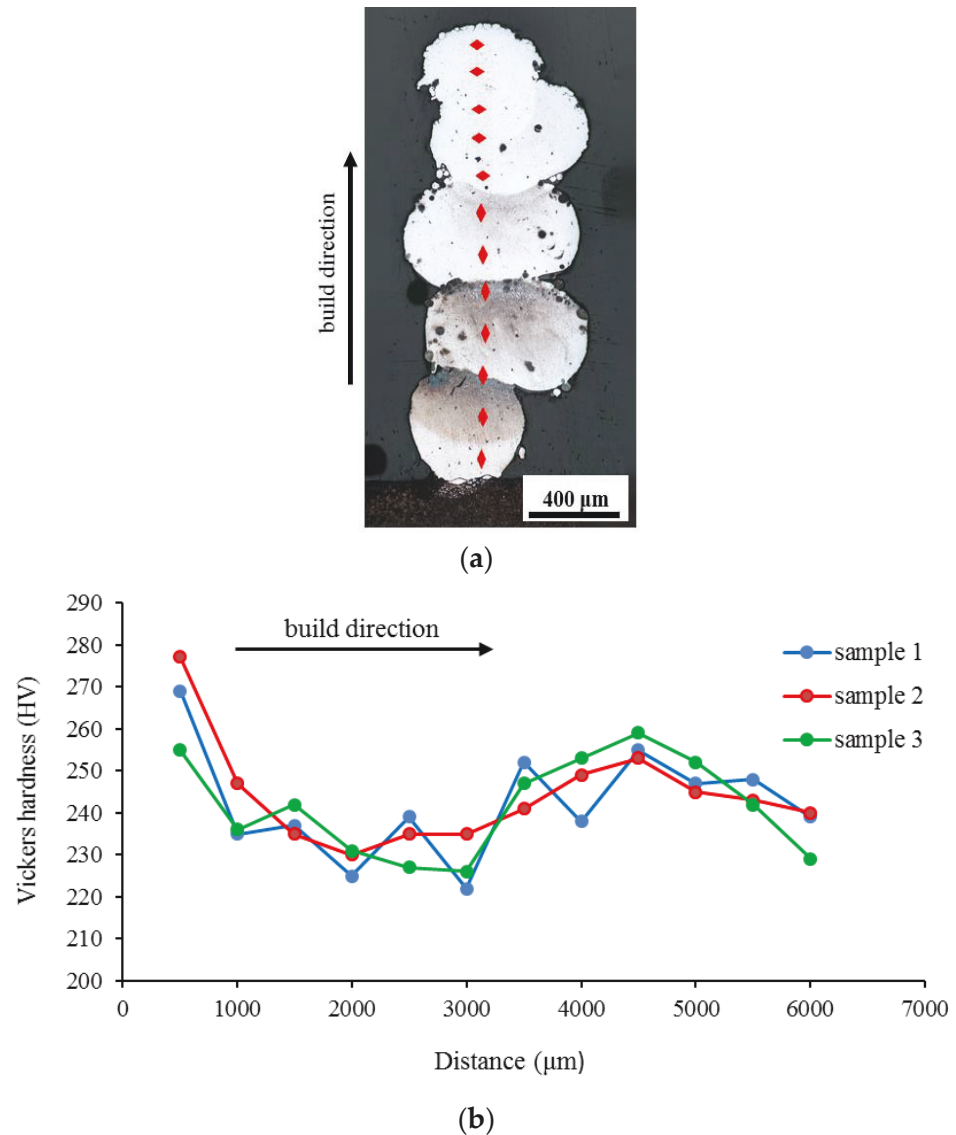 build direction
400 μm
(a)
290
280
270
260
250
240
230
220
210
200
Vickers hardness (HV)
build direction
sample 1
sample 2
sample 3
0
1000
2000
3000
4000
5000
6000
7000
Distance (μm)
(b)